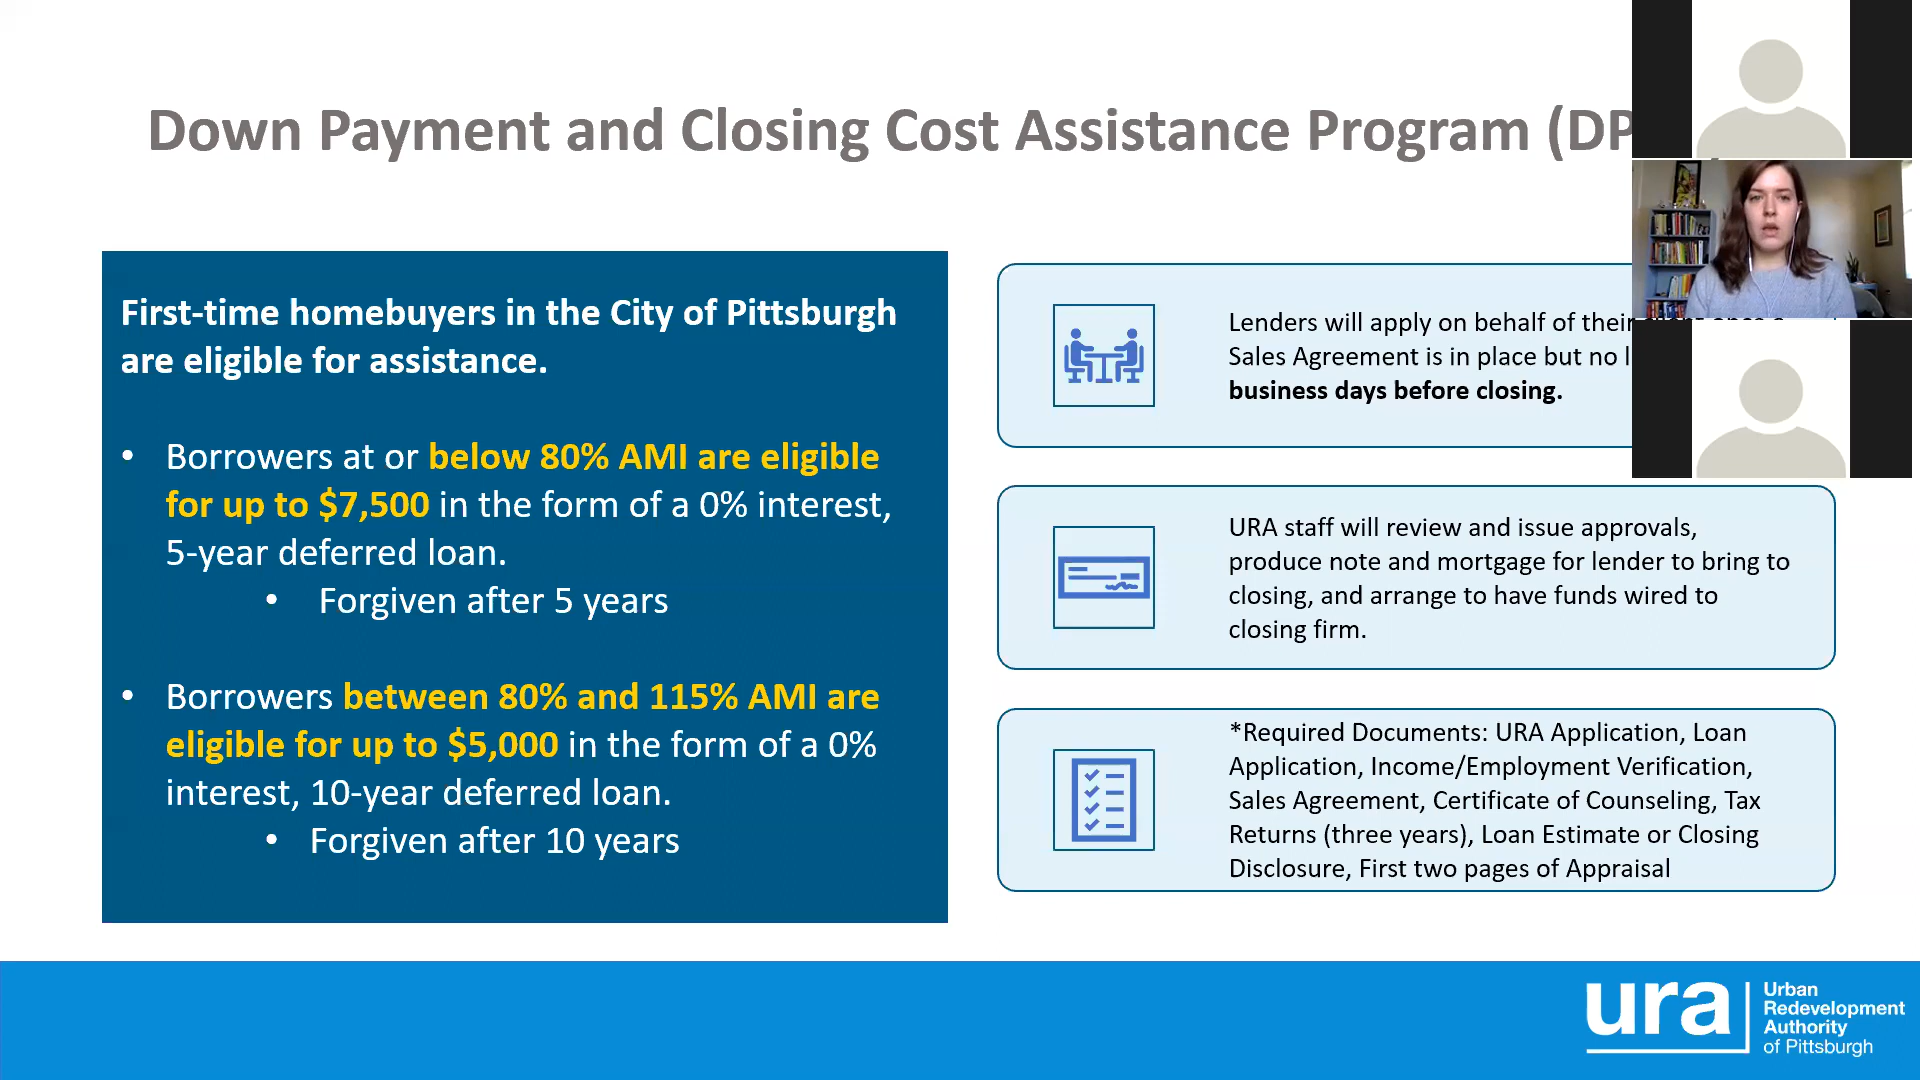 Down Payment and Closing Cost Assistance Program (DP
First-time homebuyers in the City of Pittsburgh
are eligible for assistance.
• Borrowers at or below 80% AMI are eligible
for up to $7,500 in the form of a 0% interest,
5-year deferred loan.
• Forgiven after 5 years
• Borrowers between 80% and 115% AMI are
eligible for up to $5,000 in the form of a 0%
interest, 10-year deferred loan.
• Forgiven after 10 years
Lenders will apply on behalf of their
Sales Agreement is in place but no
business days before closing.
URA staff will review and issue approvals,
produce note and mortgage for lender to bring to
closing, and arrange to have funds wired to
closing firm.
*Required Documents: URA Application, Loan
Application, Income/Employment Verification,
Sales Agreement, Certificate of Counseling, Tax
Returns (three years), Loan Estimate or Closing
Disclosure, First two pages of Appraisal
ura
Urban
Redevelopment
Authority
of Pittsburgh